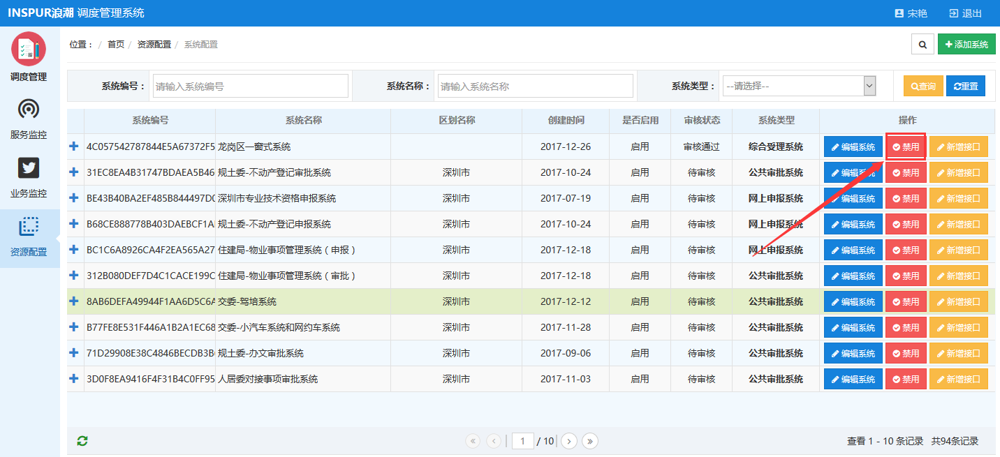 INSPUR浪潮 调度管理系统
宋艳 退出
调度管理
服务监控
业务监控
资源配置
位置： / 首页 / 资源配置 / 系统配置
添加系统
系统编号： 请输入系统编号 系统名称： 请输入系统名称 系统类型： --请选择-- 查询 重置
系统编号 系统名称 区划名称 创建时间 是否启用 审核状态 系统类型 操作
4C057542787844E5A67372F5 龙岗区一窗式系统 2017-12-26 启用 审核通过 综合受理系统 编辑系统 禁用 新增接口
31EC8EA4B31747BDAEA5B46 规土委-不动产登记审批系统 深圳市 2017-10-24 启用 待审核 公共审批系统 编辑系统 禁用 新增接口
BE43B40BA2EF485B844497D0 深圳市专业技术资格申报系统 深圳市 2017-07-19 启用 待审核 网上申报系统 编辑系统 禁用 新增接口
B68CE888778B403DAEBCF1A 规土委-不动产登记申报系统 深圳市 2017-10-24 启用 待审核 网上申报系统 编辑系统 禁用 新增接口
BC1C6A8926CA4F2EA565A27 住建局-物业事项管理系统（申报） 深圳市 2017-12-18 启用 待审核 网上申报系统 编辑系统 禁用 新增接口
312B080DEF7D4C1CACE199C 住建局-物业事项管理系统（审批） 深圳市 2017-12-18 启用 待审核 公共审批系统 编辑系统 禁用 新增接口
8AB6DEFA49944F1AA6D5C6A 交委-驾培系统 深圳市 2017-12-12 启用 待审核 公共审批系统 编辑系统 禁用 新增接口
B77FE8E531F446A1B2A1EC68 交委-小汽车系统和网约车系统 深圳市 2017-11-28 启用 待审核 公共审批系统 编辑系统 禁用 新增接口
71D29908E38C4846BECDB3B 规土委-办文审批系统 深圳市 2017-09-06 启用 待审核 公共审批系统 编辑系统 禁用 新增接口
3D0F8EA9416F4F31B4C0FF95 人居委对接事项审批系统 深圳市 2017-11-03 启用 待审核 公共审批系统 编辑系统 禁用 新增接口
1 / 10 查看 1 - 10 条记录 共94条记录